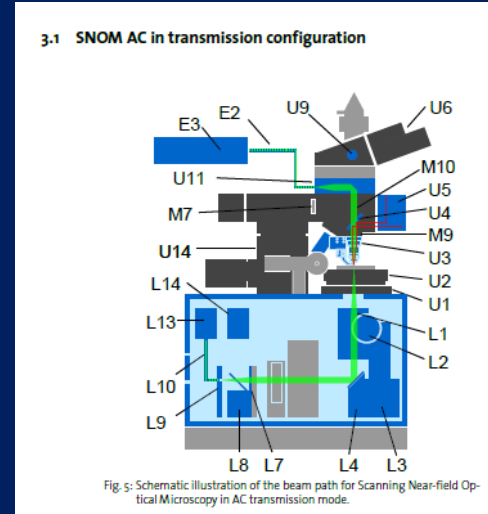 3.1 SNOM AC in transmission configuration
E3
E2
U9
U6
U11
M10
U5
M7
U4
M9
U14
U3
U2
L14
U1
L13
L1
L2
L10
L9
L8
L7
L4
L3
Fig. 5: Schematic illustration of the beam path for Scanning Near-field Op-
tical Microscopy in AC transmission mode.